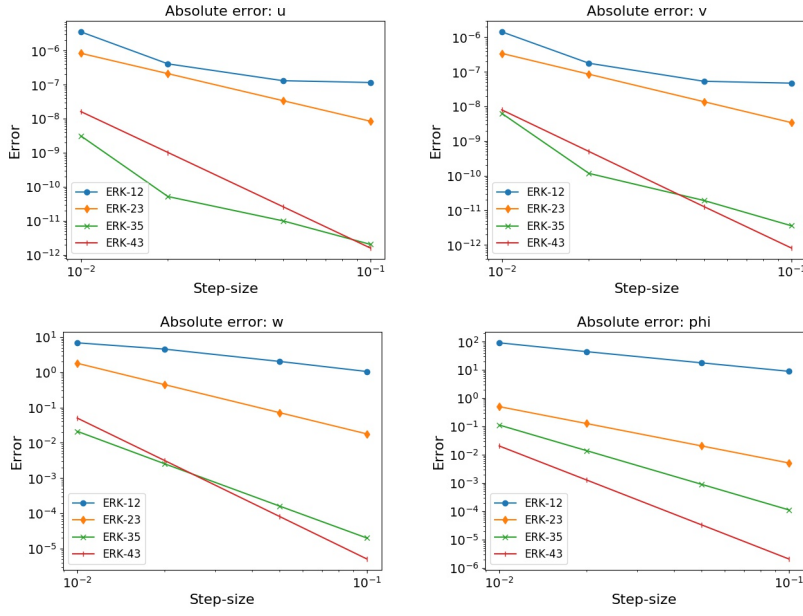 Absolute error: u
Error
10⁻⁶
10⁻⁷
10⁻⁸
10⁻⁹
10⁻¹⁰
10⁻¹¹
10⁻¹²
ERK-12
ERK-23
ERK-35
ERK-43
10⁻² 10⁻¹
Step-size
Absolute error: v
Error
10⁻⁶
10⁻⁷
10⁻⁸
10⁻⁹
10⁻¹⁰
10⁻¹¹
10⁻¹²
ERK-12
ERK-23
ERK-35
ERK-43
10⁻² 10⁻¹
Step-size
Absolute error: w
Error
10¹
10⁰
10⁻¹
10⁻²
10⁻³
10⁻⁴
10⁻⁵
ERK-12
ERK-23
ERK-35
ERK-43
10⁻² 10⁻¹
Step-size
Absolute error: phi
Error
10²
10¹
10⁰
10⁻¹
10⁻²
10⁻³
10⁻⁴
10⁻⁵
10⁻⁶
ERK-12
ERK-23
ERK-35
ERK-43
10⁻² 10⁻¹
Step-size